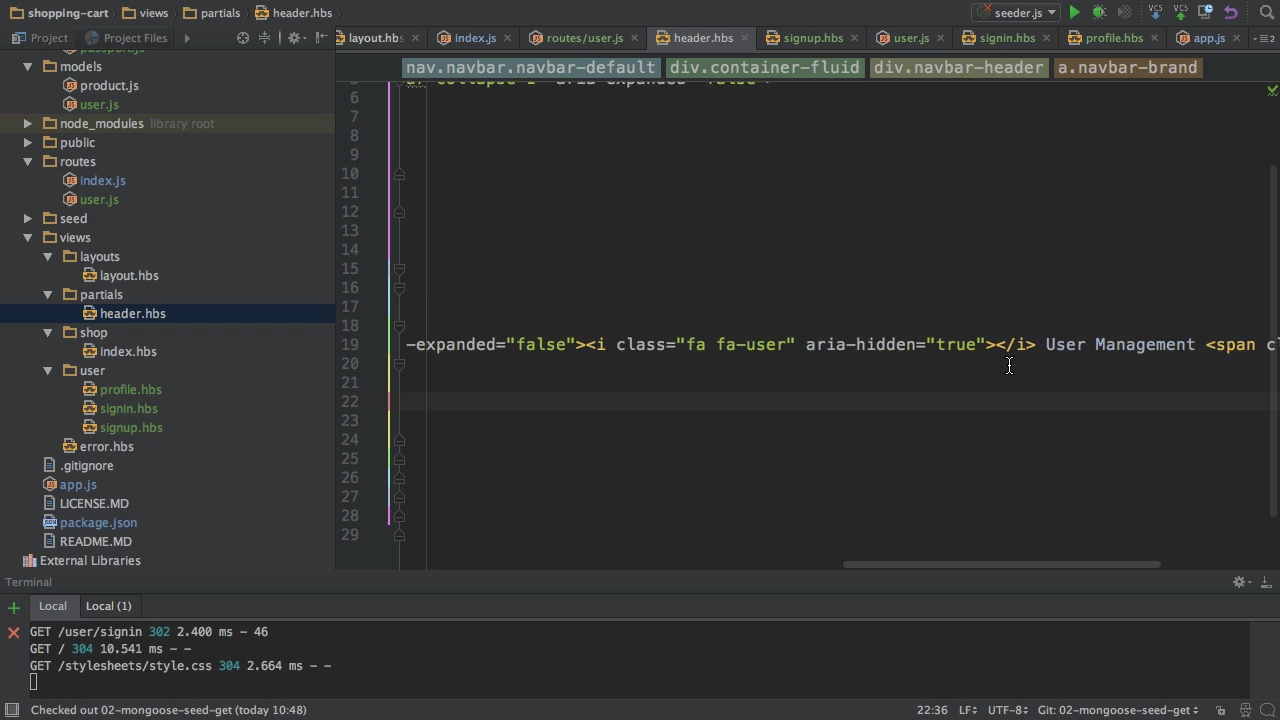 shopping-cart views partials header.hbs seeder.js
Project Project Files layout.hbs index.js routes/user.js header.hbs signup.hbs user.js signin.hbs profile.hbs app.js
nav.navbar.navbar-default div.container-fluid div.navbar-header a.navbar-brand
models
product.js
user.js
node_modules library root
public
routes
index.js
user.js
seed
views
layouts
layout.hbs
partials
header.hbs
shop
index.hbs
user
profile.hbs
signin.hbs
signup.hbs
error.hbs
.gitignore
app.js
LICENSE.MD
package.json
README.MD
External Libraries
6
7
8
9
10
11
12
13
14
15
16
17
18
19 -expanded="false"><i class="fa fa-user" aria-hidden="true"></i> User Management <span cl
20
21
22
23
24
25
26
27
28
29
Terminal
Local Local (1)
GET /user/signin 302 2.400 ms - 46
GET / 304 10.541 ms - -
GET /stylesheets/style.css 304 2.664 ms - -
Checked out 02-mongoose-seed-get (today 10:48) 22:36 LF UTF-8 Git: 02-mongoose-seed-get